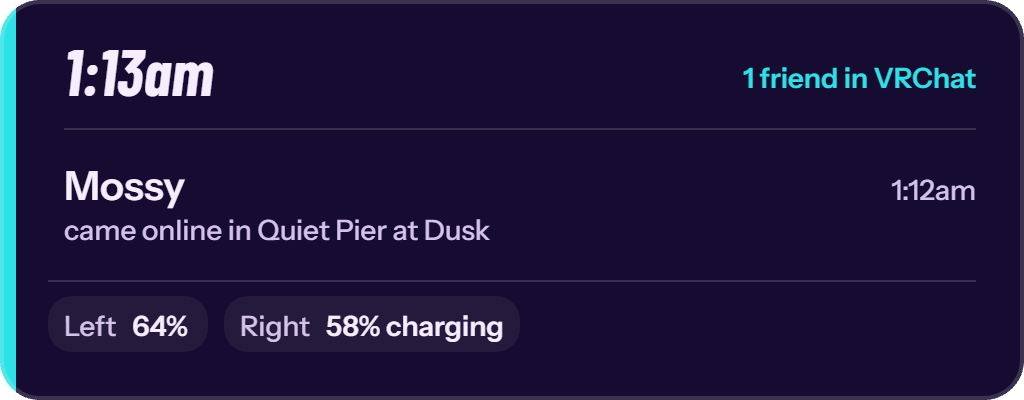 1:13am
1 friend in VRChat
Mossy
1:12am
came online in Quiet Pier at Dusk
Left 64%
Right 58% charging